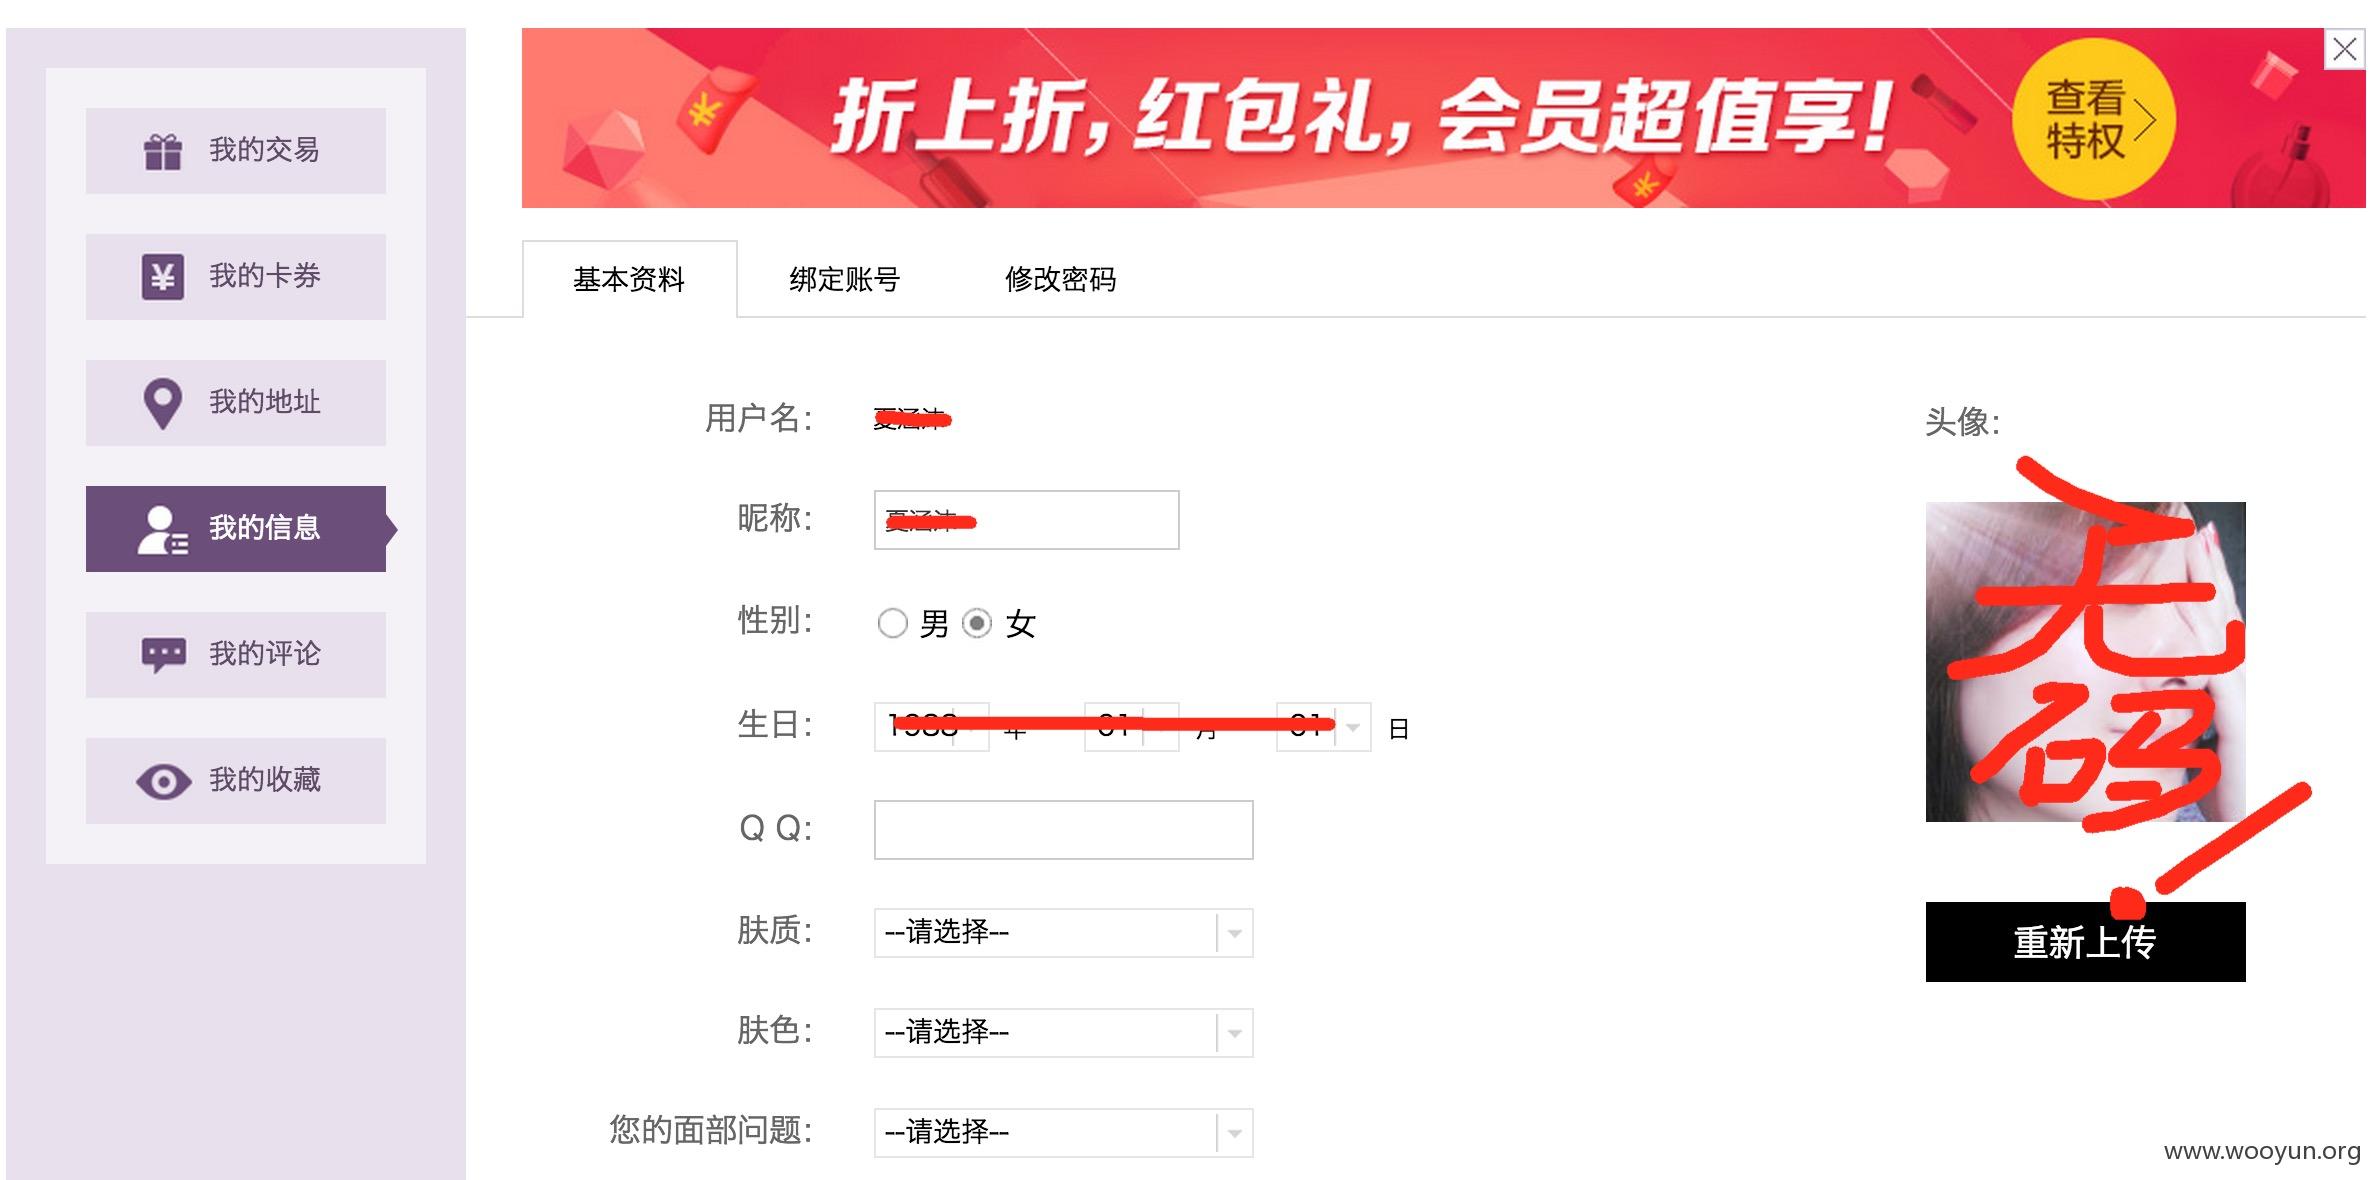 折上折，红包礼，会员超值享！
查看
特权
我的交易
我的卡券
我的地址
我的信息
我的评论
我的收藏
基本资料
绑定账号
修改密码
用户名：
昵称：
性别： 男 女
生日： 年 月 日
Q Q：
肤质： --请选择--
肤色： --请选择--
您的面部问题： --请选择--
头像：
无
码
！
重新上传
www.wooyun.org